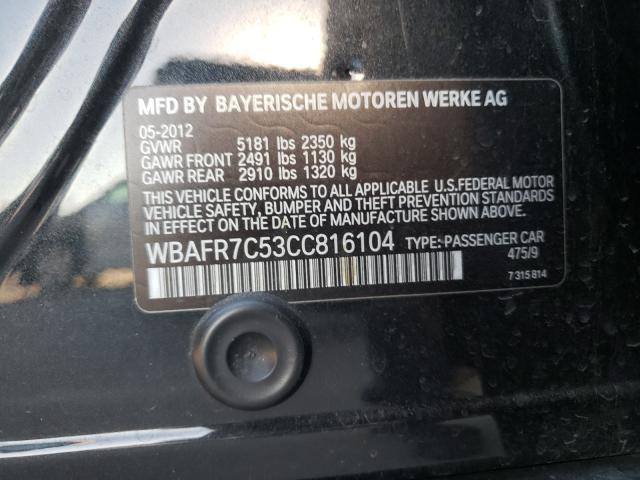 MFD BY BAYERISCHE MOTOREN WERKE AG
05-2012
GVWR 5181 lbs 2350 kg
GAWR FRONT 2491 lbs 1130 kg
GAWR REAR 2910 lbs 1320 kg
THIS VEHICLE CONFORMS TO ALL APPLICABLE U.S.FEDERAL MOTOR
VEHICLE SAFETY, BUMPER AND THEFT PREVENTION STANDARDS
IN EFFECT ON THE DATE OF MANUFACTURE SHOWN ABOVE.
WBAFR7C53CC816104 TYPE: PASSENGER CAR
475/9
7 315 814